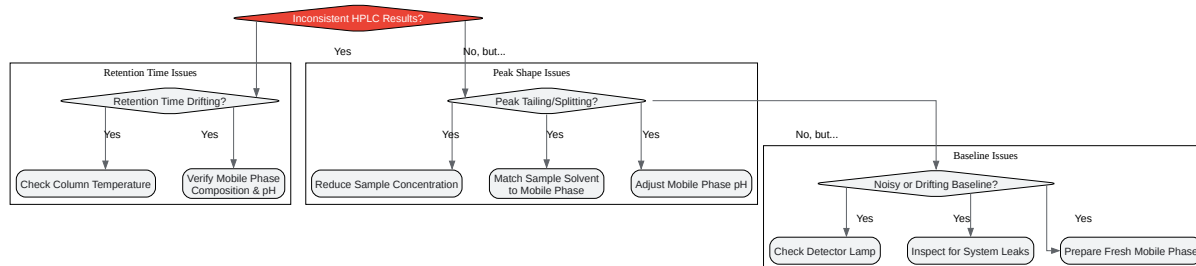 Inconsistent HPLC Results?
Yes
No, but...
Retention Time Issues
Retention Time Drifting?
Yes
Yes
Check Column Temperature
Verify Mobile Phase
Composition & pH
Peak Shape Issues
Peak Tailing/Splitting?
Yes
Yes
Yes
Reduce Sample Concentration
Match Sample Solvent
to Mobile Phase
Adjust Mobile Phase pH
No, but...
Baseline Issues
Noisy or Drifting Baseline?
Yes
Yes
Yes
Check Detector Lamp
Inspect for System Leaks
Prepare Fresh Mobile Phase